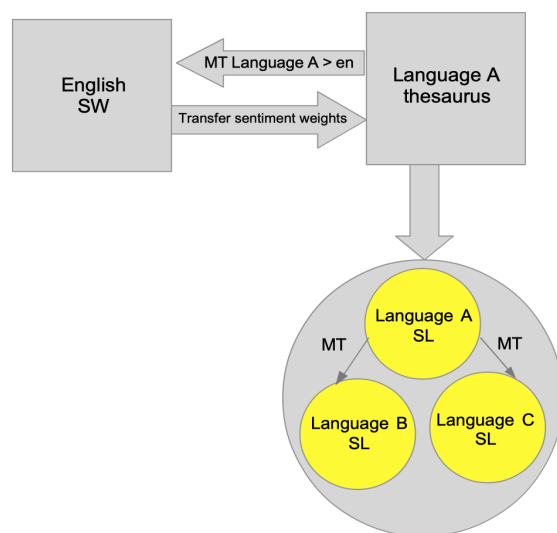 MT Language A > en
English
SW
Language A
thesaurus
Transfer sentiment weights
Language A
SL
MT
MT
Language B
SL
Language C
SL